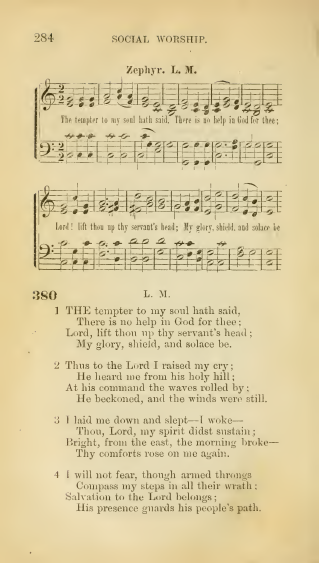 284 SOCIAL WORSHIP.
Zephyr. L. M.
The tempter to my soul hath said, There is no help in God for thee;
Lord! lift thou up thy servant's head; My glory, shield, and solace be
380 L. M.
1 THE tempter to my soul hath said,
There is no help in God for thee;
Lord, lift thou up thy servant's head;
My glory, shield, and solace be.
2 Thus to the Lord I raised my cry;
He heard me from his holy hill;
At his command the waves rolled by;
He beckoned, and the winds were still.
3 I laid me down and slept—I woke—
Thou, Lord, my spirit didst sustain;
Bright, from the east, the morning broke—
Thy comforts rose on me again.
4 I will not fear, though armed throngs
Compass my steps in all their wrath;
Salvation to the Lord belongs;
His presence guards his people's path.